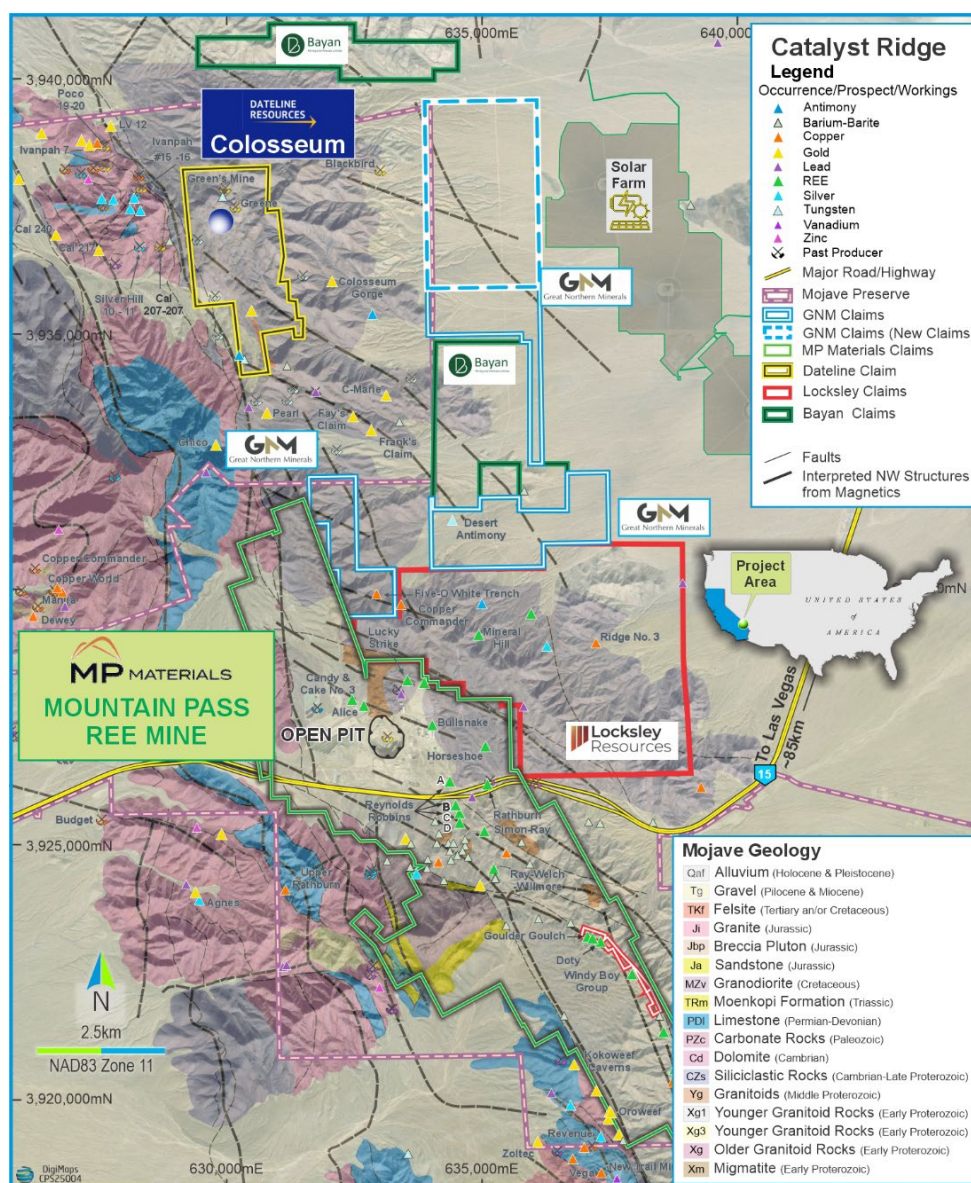 635,000mE
640,000mE
Bayan
3,940,000mN
Poco
19-20
LV 12
DATELINE
RESOURCES
Colosseum
Ivanpah 7
Ivanpah
#15 -16
Blackbird
Green's Mine
Greene
Solar
Farm
Cal 240
Cal 217
GNM
Great Northern Minerals
Silver Hill
10 - 11
Cal
207-207
Colosseum
Gorge
3,935,000mN
Bayan
C-Marie
Pearl
Fay's
Claim
Frank's
Claim
Chico
GNM
Great Northern Minerals
GNM
Great Northern Minerals
Desert
Antimony
Copper Commander
Copper World
Manila
Dewey
Five-O White Trench
Copper
Commander
Lucky
Strike
Mineral
Hill
Ridge No. 3
MP MATERIALS
MOUNTAIN PASS
REE MINE
Candy &
Cake No. 3
Alice
OPEN PIT
Bullsnake
Horseshoe
Locksley
Resources
A
Reynolds
Robbins
B
C
D
Rathburn
Simon-Ray
Budget
3,925,000mN
Upper
Rathburn
Ray-Welch
-Willmore
Agnes
Goulder Goulch
Doty
Windy Boy
Group
N
2.5km
NAD83 Zone 11
Kokoweef
Caverns
3,920,000mN
Oroweef
Revenue
Zoltec
Vega
New Trail Mi
DigiMaps
CPS25004
630,000mE
635,000mE
Catalyst Ridge
Legend
Occurrence/Prospect/Workings
Antimony
Barium-Barite
Copper
Gold
Lead
REE
Silver
Tungsten
Vanadium
Zinc
Past Producer
Major Road/Highway
Mojave Preserve
GNM Claims
GNM Claims (New Claims
MP Materials Claims
Dateline Claim
Locksley Claims
Bayan Claims
Faults
Interpreted NW Structures
from Magnetics
Project
Area
UNITED STATES
of
AMERICA
0mN
To Las Vegas
~85km
15
Mojave Geology
Qaf Alluvium (Holocene & Pleistocene)
Tg Gravel (Pilocene & Miocene)
TKf Felsite (Tertiary an/or Cretaceous)
Ji Granite (Jurassic)
Jbp Breccia Pluton (Jurassic)
Ja Sandstone (Jurassic)
MZv Granodiorite (Cretaceous)
TRm Moenkopi Formation (Triassic)
PDl Limestone (Permian-Devonian)
PZc Carbonate Rocks (Paleozoic)
Cd Dolomite (Cambrian)
CZs Siliciclastic Rocks (Cambrian-Late Proterozoic)
Yg Granitoids (Middle Proterozoic)
Xg1 Younger Granitoid Rocks (Early Proterozoic)
Xg3 Younger Granitoid Rocks (Early Proterozoic)
Xg Older Granitoid Rocks (Early Proterozoic)
Xm Migmatite (Early Proterozoic)